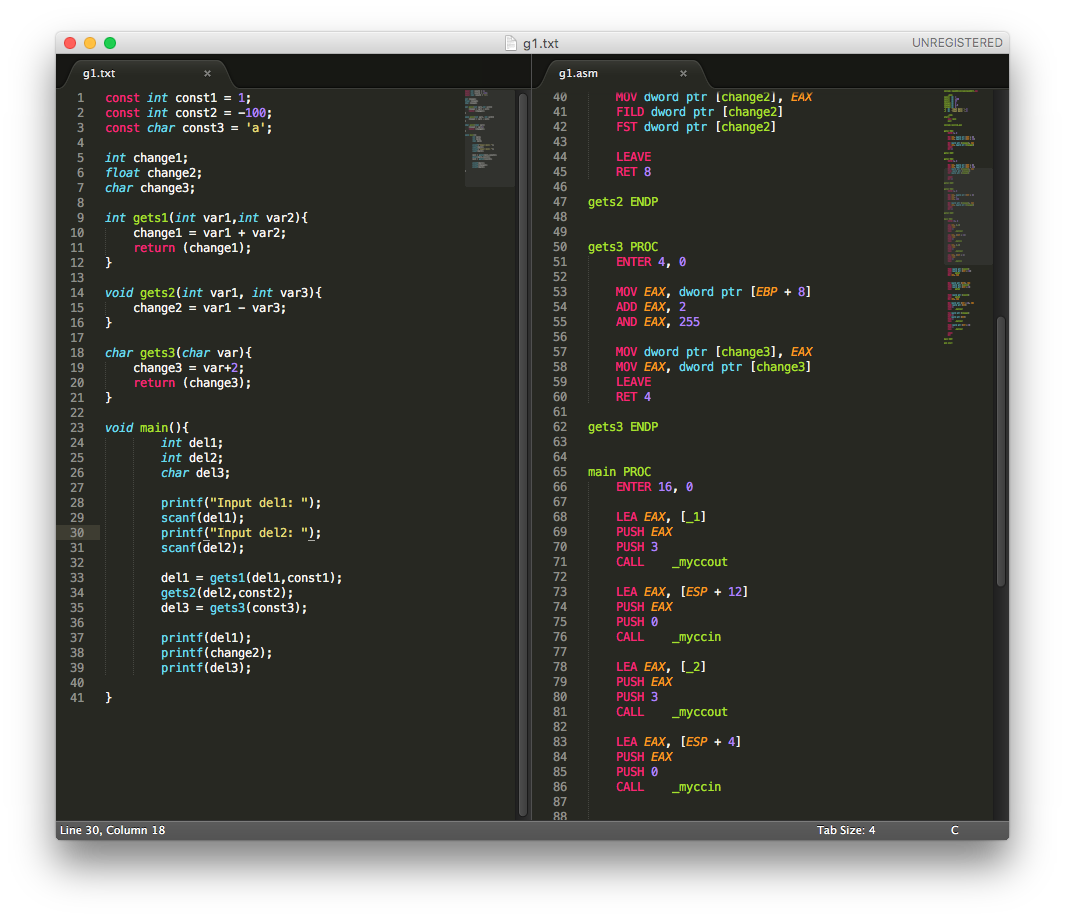 g1.txt
UNREGISTERED
g1.txt ×
1 const int const1 = 1;
2 const int const2 = -100;
3 const char const3 = 'a';
4
5 int change1;
6 float change2;
7 char change3;
8
9 int gets1(int var1,int var2){
10 change1 = var1 + var2;
11 return (change1);
12 }
13
14 void gets2(int var1, int var3){
15 change2 = var1 - var3;
16 }
17
18 char gets3(char var){
19 change3 = var+2;
20 return (change3);
21 }
22
23 void main(){
24 int del1;
25 int del2;
26 char del3;
27
28 printf("Input del1: ");
29 scanf(del1);
30 printf("Input del2: ");
31 scanf(del2);
32
33 del1 = gets1(del1,const1);
34 gets2(del2,const2);
35 del3 = gets3(const3);
36
37 printf(del1);
38 printf(change2);
39 printf(del3);
40
41 }
g1.asm ×
40 MOV dword ptr [change2], EAX
41 FILD dword ptr [change2]
42 FST dword ptr [change2]
43
44 LEAVE
45 RET 8
46
47 gets2 ENDP
48
49
50 gets3 PROC
51 ENTER 4, 0
52
53 MOV EAX, dword ptr [EBP + 8]
54 ADD EAX, 2
55 AND EAX, 255
56
57 MOV dword ptr [change3], EAX
58 MOV EAX, dword ptr [change3]
59 LEAVE
60 RET 4
61
62 gets3 ENDP
63
64
65 main PROC
66 ENTER 16, 0
67
68 LEA EAX, [_1]
69 PUSH EAX
70 PUSH 3
71 CALL _myccout
72
73 LEA EAX, [ESP + 12]
74 PUSH EAX
75 PUSH 0
76 CALL _myccin
77
78 LEA EAX, [_2]
79 PUSH EAX
80 PUSH 3
81 CALL _myccout
82
83 LEA EAX, [ESP + 4]
84 PUSH EAX
85 PUSH 0
86 CALL _myccin
87
88
Line 30, Column 18
Tab Size: 4
C